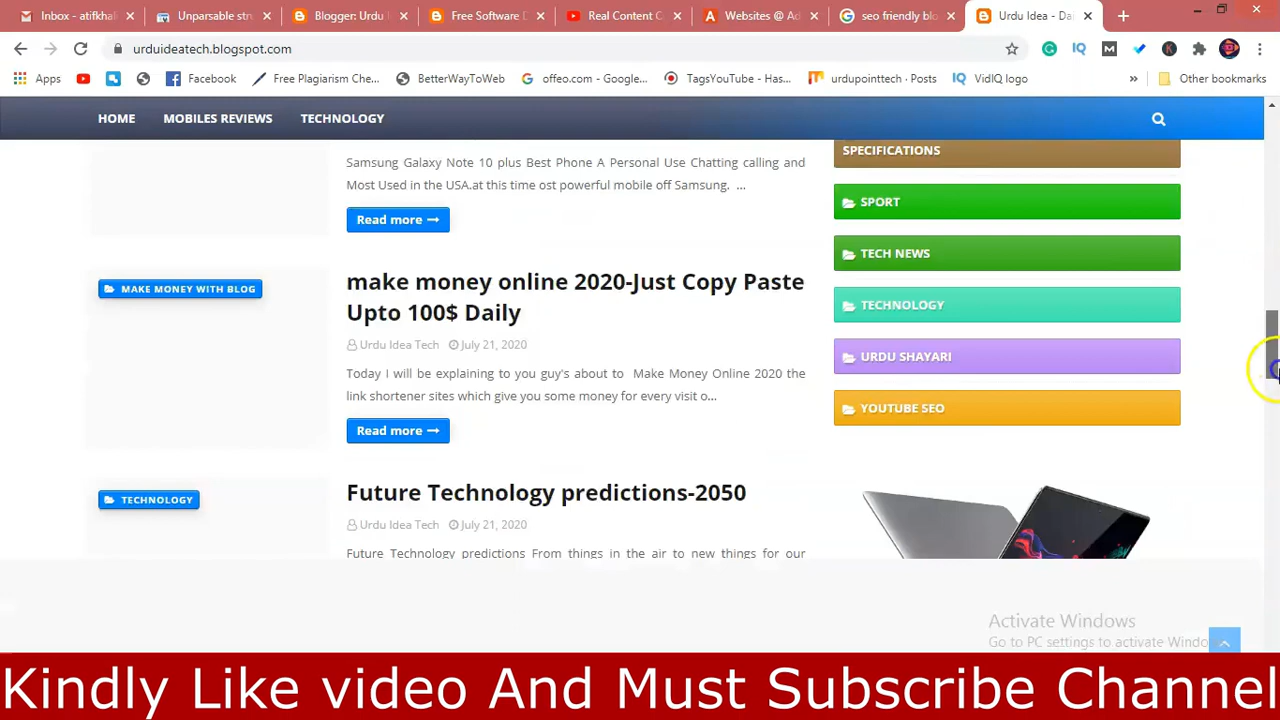 Inbox - atifkhali
Unparsable stru
Blogger: Urdu I
Free Software D
Real Content C
Websites @ Ad
seo friendly blo
Urdu Idea - Dai
urduideatech.blogspot.com
Apps
Facebook
Free Plagiarism Che...
BetterWayToWeb
offeo.com - Google...
TagsYouTube - Has...
urdupointtech · Posts
VidIQ logo
»
Other bookmarks
HOME MOBILES REVIEWS TECHNOLOGY
Samsung Galaxy Note 10 plus Best Phone A Personal Use Chatting calling and
Most Used in the USA.at this time ost powerful mobile off Samsung. ...
Read more
MAKE MONEY WITH BLOG
make money online 2020-Just Copy Paste
Upto 100$ Daily
Urdu Idea Tech July 21, 2020
Today I will be explaining to you guy's about to Make Money Online 2020 the
link shortener sites which give you some money for every visit o...
Read more
TECHNOLOGY
Future Technology predictions-2050
Urdu Idea Tech July 21, 2020
Future Technology predictions From things in the air to new things for our
SPECIFICATIONS
SPORT
TECH NEWS
TECHNOLOGY
URDU SHAYARI
YOUTUBE SEO
Activate Windows
Go to PC settings to activate Windo
Kindly Like video And Must Subscribe Channel